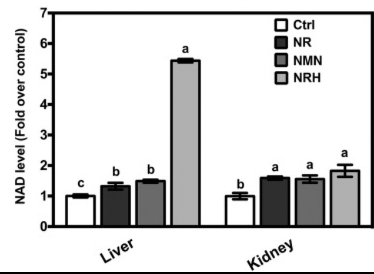 NAD level (Fold over control)
7
6
5
4
3
2
1
0
Ctrl
NR
NMN
NRH
c
b
b
a
b
a
a
a
Liver
Kidney